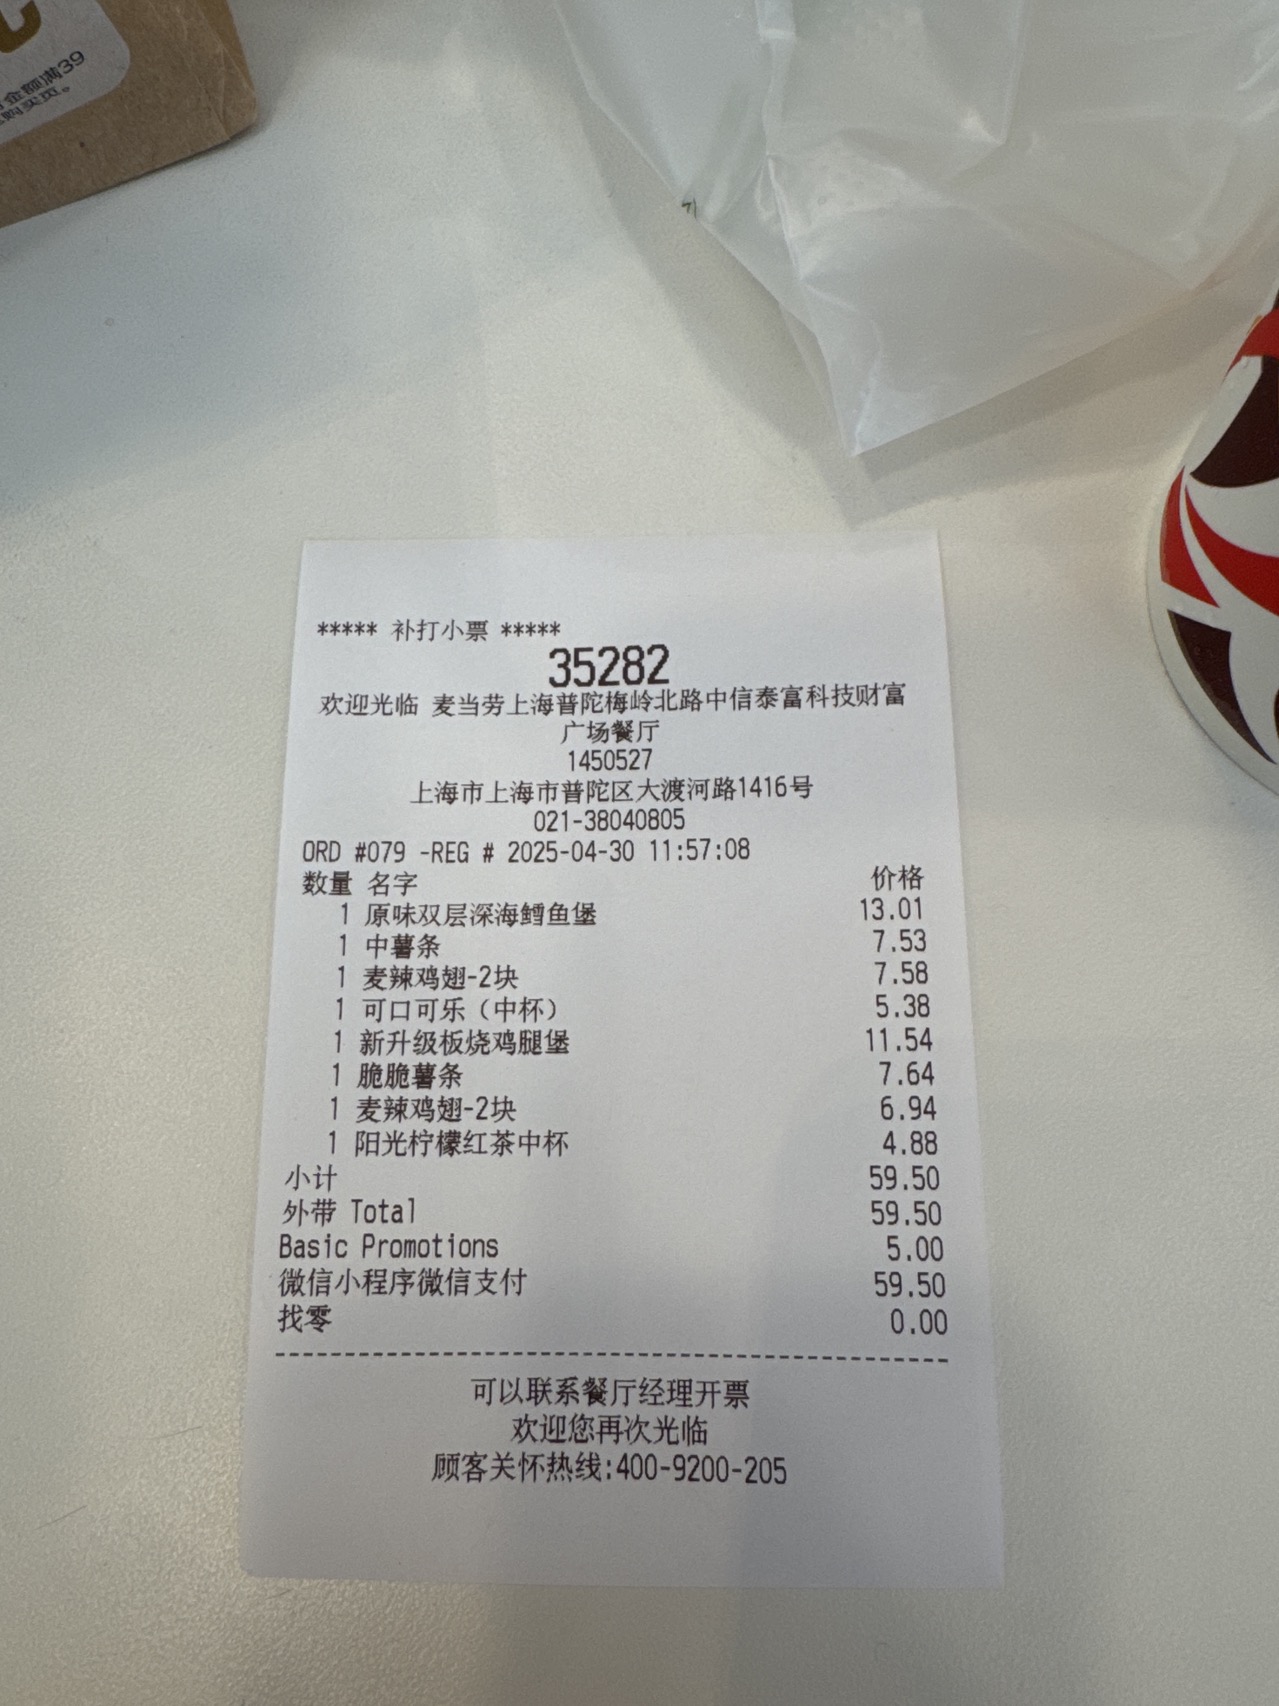 金额满39
购买页。
***** 补打小票 *****
35282
欢迎光临 麦当劳上海普陀梅岭北路中信泰富科技财富
广场餐厅
1450527
上海市上海市普陀区大渡河路1416号
021-38040805
ORD #079 -REG # 2025-04-30 11:57:08
数量 名字 价格
1 原味双层深海鳕鱼堡 13.01
1 中薯条 7.53
1 麦辣鸡翅-2块 7.58
1 可口可乐（中杯） 5.38
1 新升级板烧鸡腿堡 11.54
1 脆脆薯条 7.64
1 麦辣鸡翅-2块 6.94
1 阳光柠檬红茶中杯 4.88
小计 59.50
外带 Total 59.50
Basic Promotions 5.00
微信小程序微信支付 59.50
找零 0.00
可以联系餐厅经理开票
欢迎您再次光临
顾客关怀热线:400-9200-205